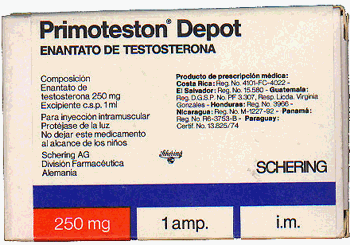 Primoteston® Depot
ENANTATO DE TESTOSTERONA
Composición
Enantato de
testosterona 250 mg
Excipiente c.s.p. 1 ml
Para inyección intramuscular
Protéjase de la luz
No dejar este medicamento
al alcance de los niños
Schering AG
División Farmacéutica
Alemania
Producto de prescripción médica:
Costa Rica: Reg. No. 4101-FC-4022 -
El Salvador: Reg. No. 15.580 - Guatemala:
Reg. D.G.S.P. No. PF 3.307, Resp. Licda. Virginia
Gonzales - Honduras: Reg. No. 3966 -
Nicaragua: Reg. No. M-1227-92 - Panamá:
Reg. No R6-3753-B - Paraguay:
Certif. No. 13.825/74
Schering
SCHERING
250 mg
1 amp.
i.m.